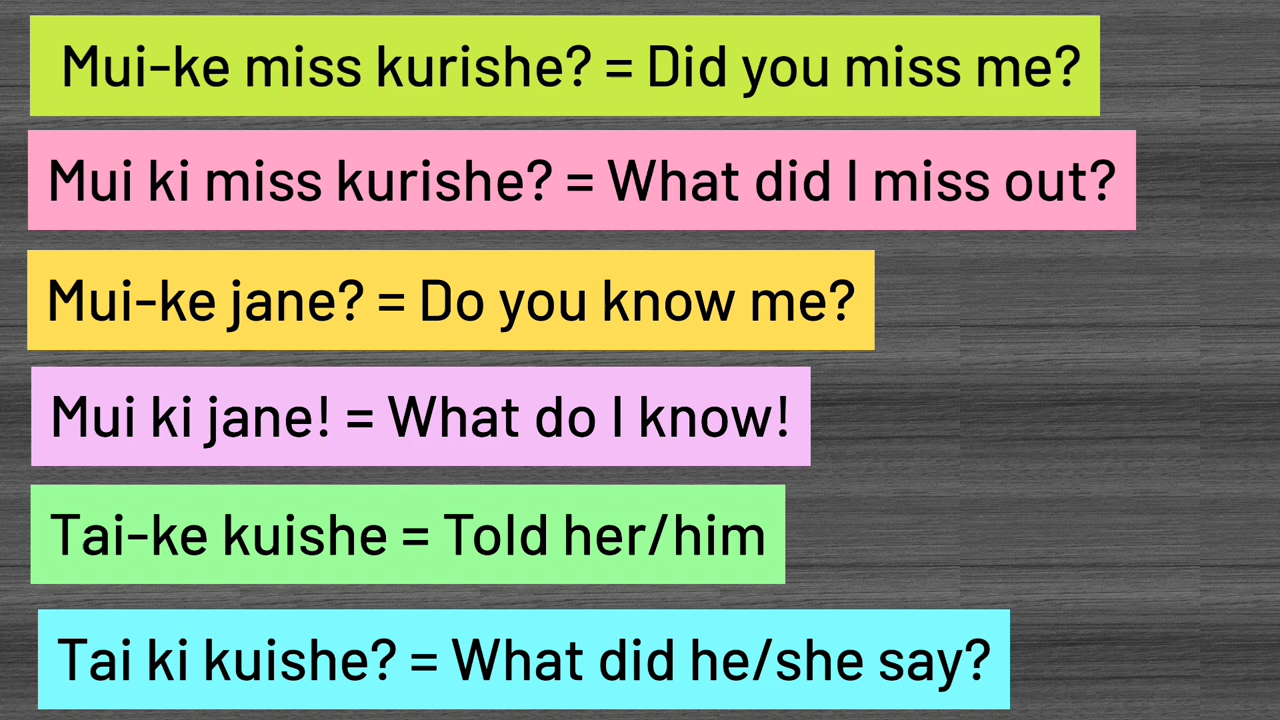 Mui-ke miss kurishe? = Did you miss me?
Mui ki miss kurishe? = What did I miss out?
Mui-ke jane? = Do you know me?
Mui ki jane! = What do I know!
Tai-ke kuishe = Told her/him
Tai ki kuishe? = What did he/she say?